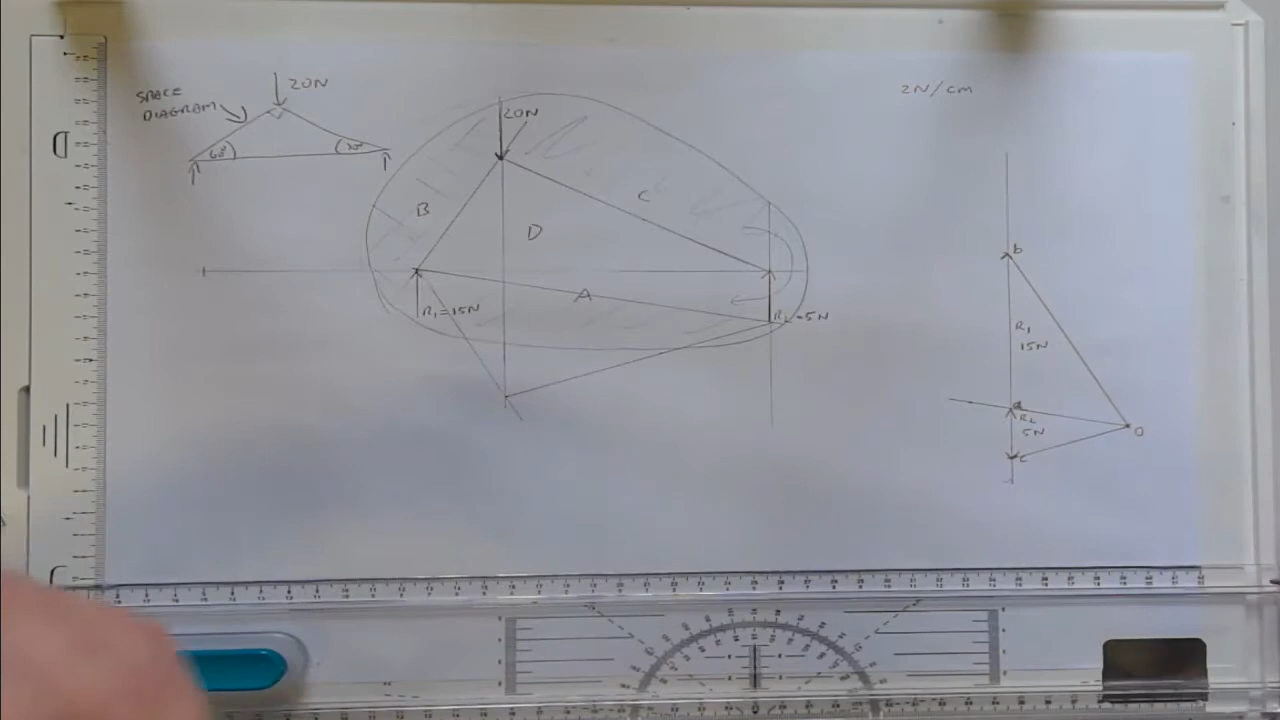 SPACE
DIAGRAM
20N
60°
30°
20N
B
C
D
A
R₁=15N
R₂=5N
2N/cm
b
R₁
15N
a
R₂
5N
c
O